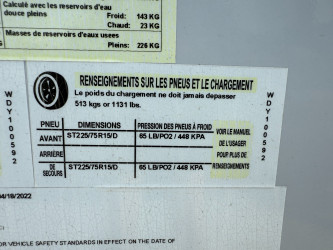 Calculé avec les reservoirs d'eau
douce pleins Froid: 143 KG
Chaud: 23 KG
Masses de reservoirs d'eaux usees
Pleins: 226 KG
RENSEIGNEMENTS SUR LES PNEUS ET LE CHARGEMENT
Le poids du chargement ne doit jamais depasser
513 kgs or 1131 lbs.
PNEU DIMENSIONS PRESSION DES PNEUS À FROID
AVANT ST225/75R15/D 65 LB/PO2 / 448 KPA
ARRIÈRE
DE SECOURS ST225/75R15/D 65 LB/PO2 / 448 KPA
VOIR LE MANUEL
DE L'USAGER
POUR PLUS DE
RENSEIGNEMENTS
WDY100592
WDY100592
04/18/2022
OR VEHICLE SAFETY STANDARDS IN EFFECT ON THE DATE OF